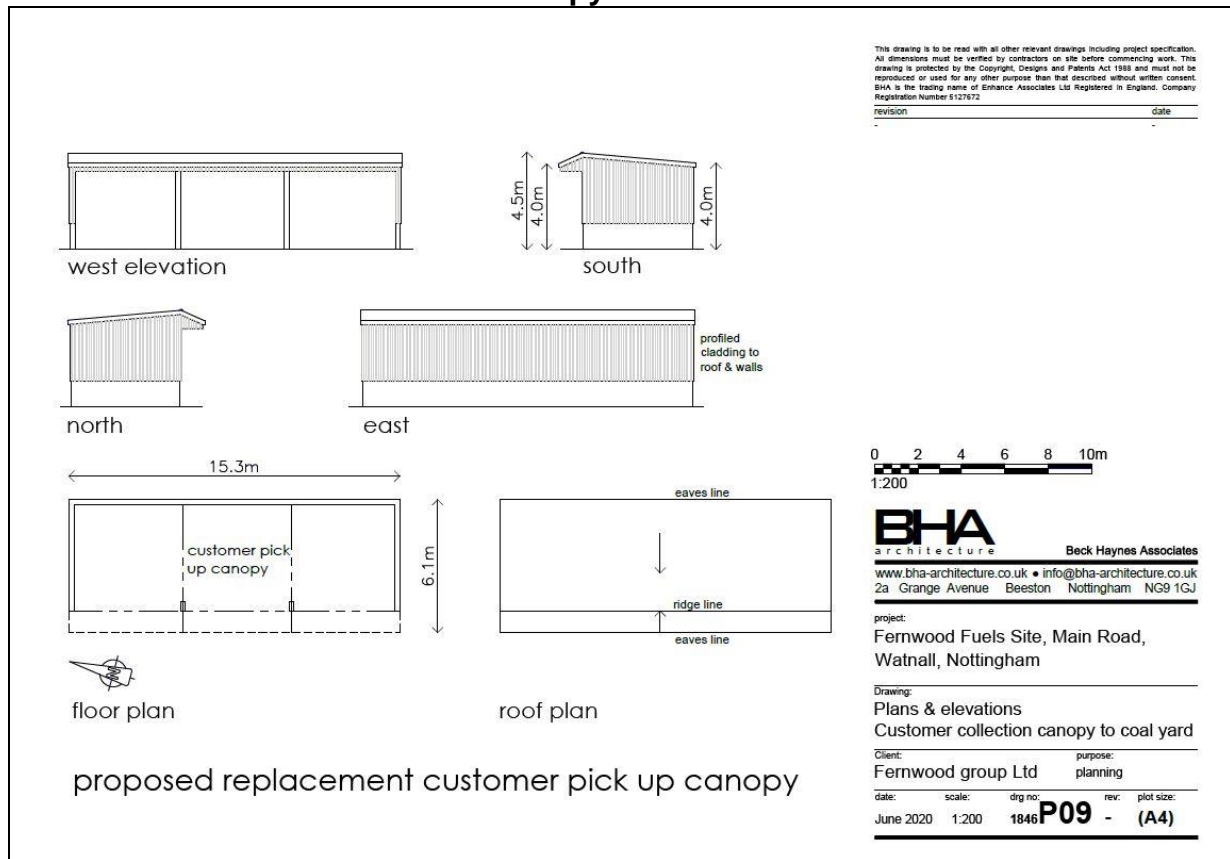 This drawing is to be read with all other relevant drawings including project specification.
All dimensions must be verified by contractors on site before commencing work. This
drawing is protected by the Copyright, Designs and Patents Act 1988 and must not be
reproduced or used for any other purpose than that described without written consent.
BHA is the trading name of Enhance Associates Ltd Registered in England. Company
Registration Number 5127672
revision date
- -
4.5m
4.0m
4.0m
west elevation
south
profiled
cladding to
roof & walls
north
east
15.3m
6.1m
customer pick
up canopy
eaves line
ridge line
eaves line
N
floor plan
roof plan
proposed replacement customer pick up canopy
0 2 4 6 8 10m
1:200
BHA
architecture
Beck Haynes Associates
www.bha-architecture.co.uk ● info@bha-architecture.co.uk
2a Grange Avenue Beeston Nottingham NG9 1GJ
project:
Fernwood Fuels Site, Main Road,
Watnall, Nottingham
Drawing:
Plans & elevations
Customer collection canopy to coal yard
Client: purpose:
Fernwood group Ltd planning
date: scale: drg no: rev: plot size:
June 2020 1:200 1846 P09 - (A4)